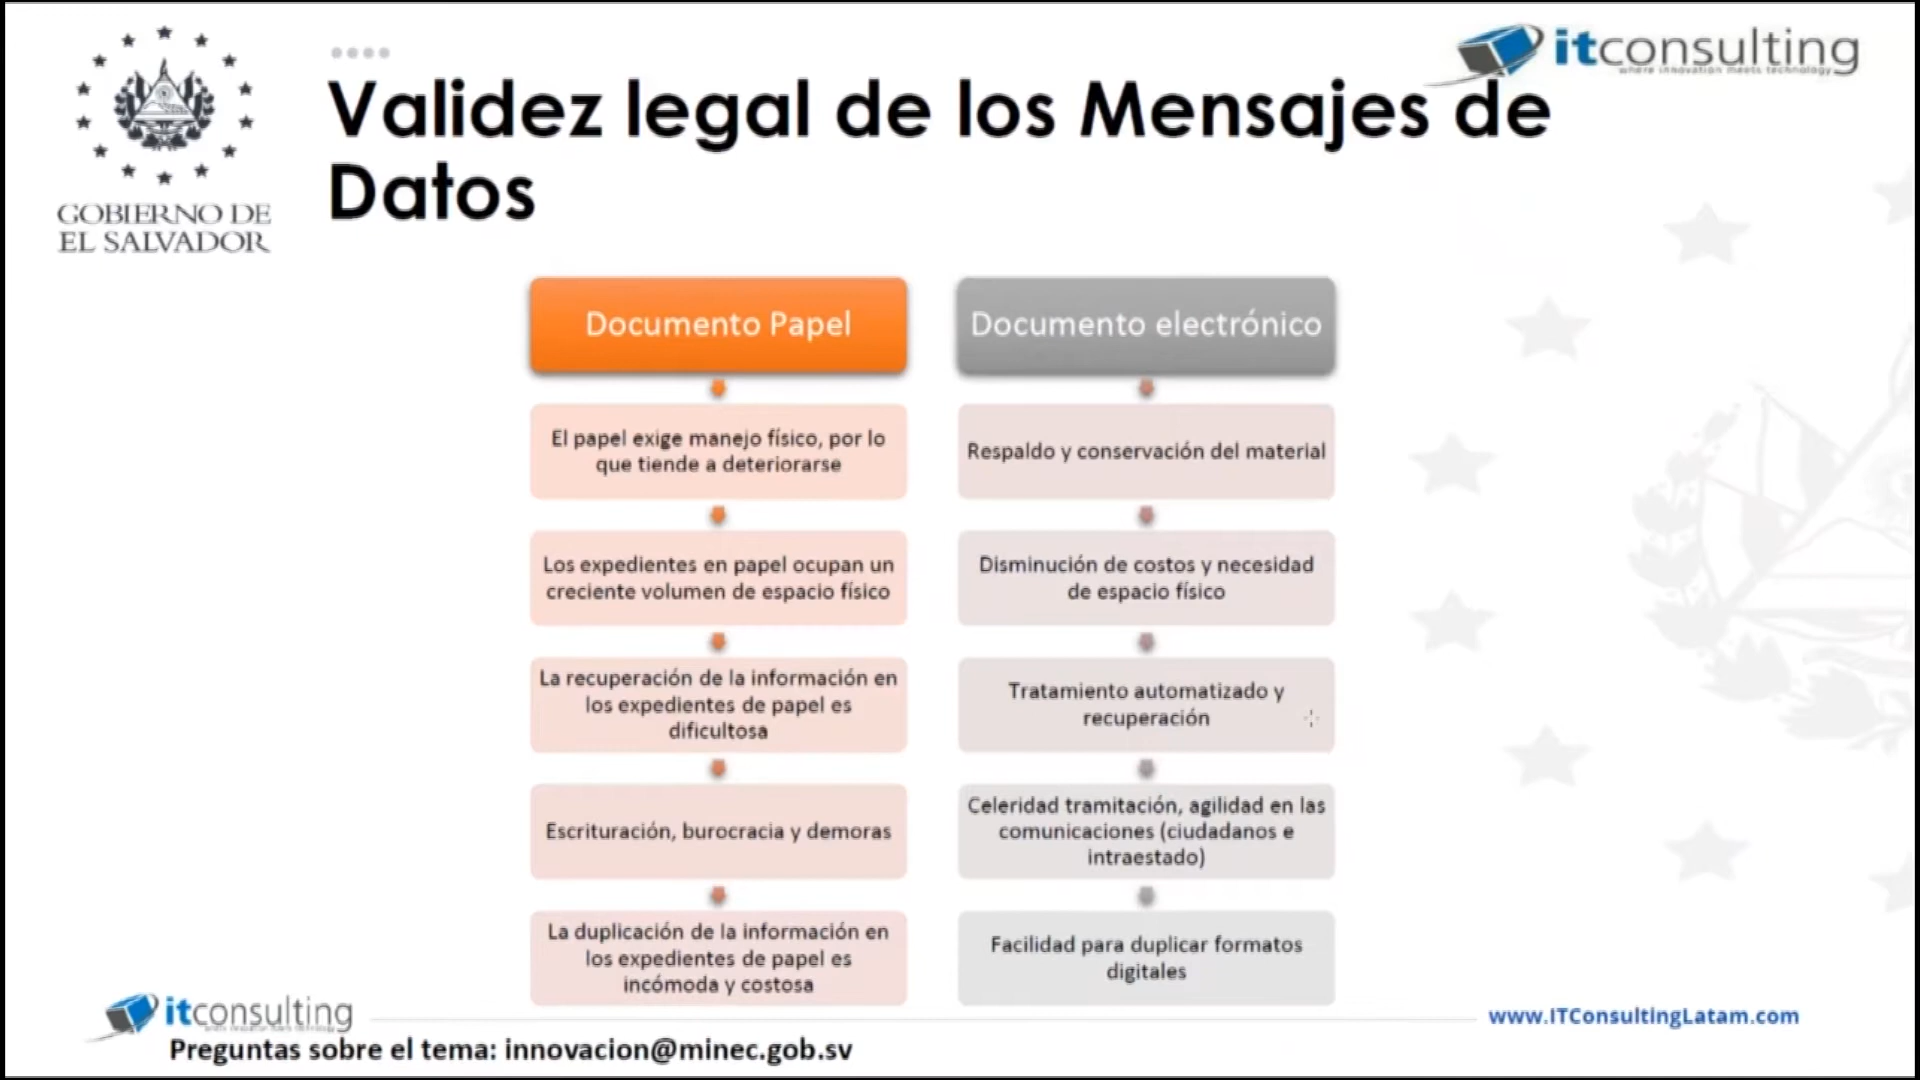 GOBIERNO DE
EL SALVADOR
itconsulting
where innovation meets technology
Validez legal de los Mensajes de
Datos
Documento Papel
El papel exige manejo físico, por lo
que tiende a deteriorarse
Los expedientes en papel ocupan un
creciente volumen de espacio físico
La recuperación de la información en
los expedientes de papel es
dificultosa
Escrituración, burocracia y demoras
La duplicación de la información en
los expedientes de papel es
incómoda y costosa
Documento electrónico
Respaldo y conservación del material
Disminución de costos y necesidad
de espacio físico
Tratamiento automatizado y
recuperación
Celeridad tramitación, agilidad en las
comunicaciones (ciudadanos e
intraestado)
Facilidad para duplicar formatos
digitales
itconsulting
www.ITConsultingLatam.com
Preguntas sobre el tema: innovacion@minec.gob.sv